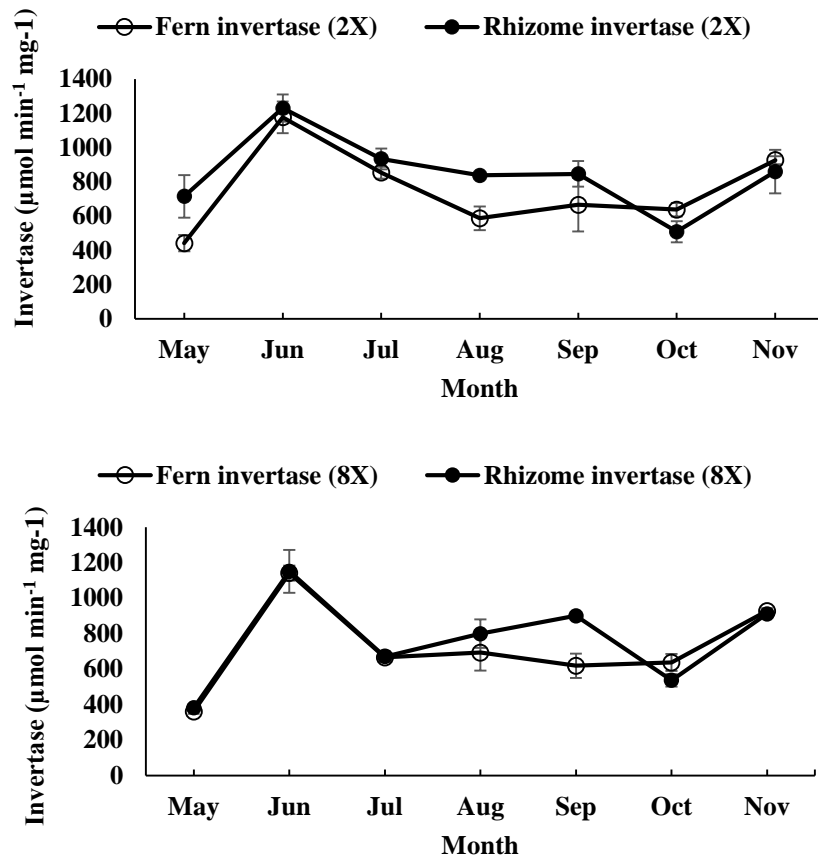 Fern invertase (2X) Rhizome invertase (2X)
Invertase (µmol min⁻¹ mg⁻¹)
1400
1200
1000
800
600
400
200
0
May Jun Jul Aug Sep Oct Nov
Month
Fern invertase (8X) Rhizome invertase (8X)
Invertase (µmol min⁻¹ mg-1)
1400
1200
1000
800
600
400
200
0
May Jun Jul Aug Sep Oct Nov
Month